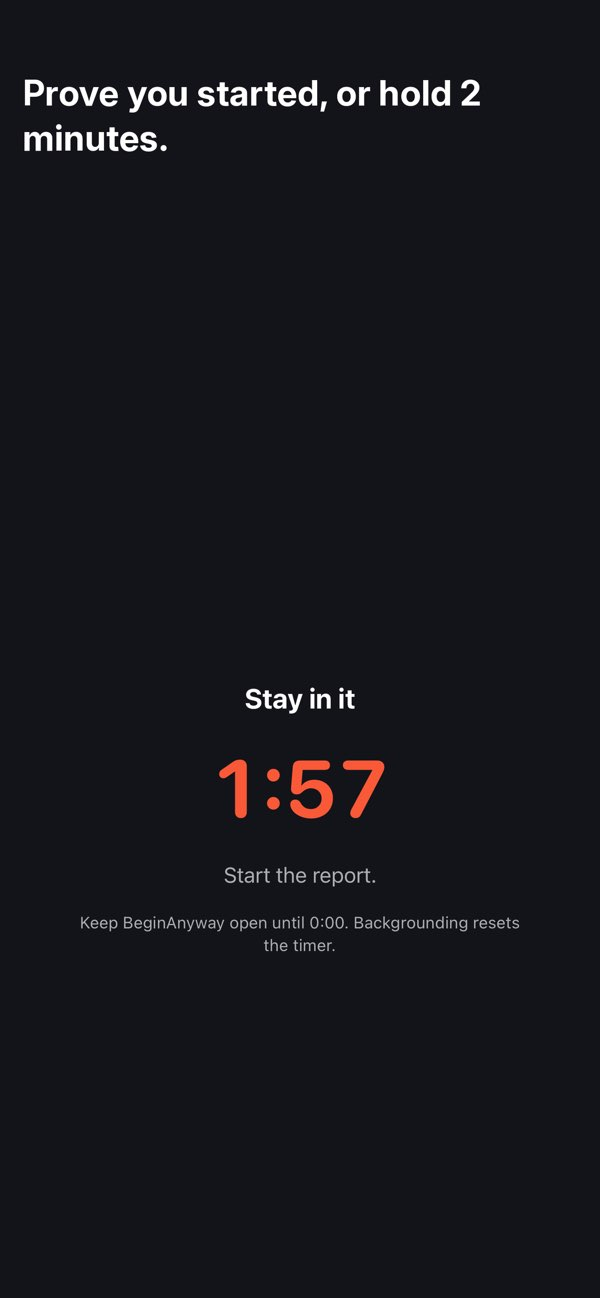 Prove you started, or hold 2
minutes.
Stay in it
1:57
Start the report.
Keep BeginAnyway open until 0:00. Backgrounding resets
the timer.